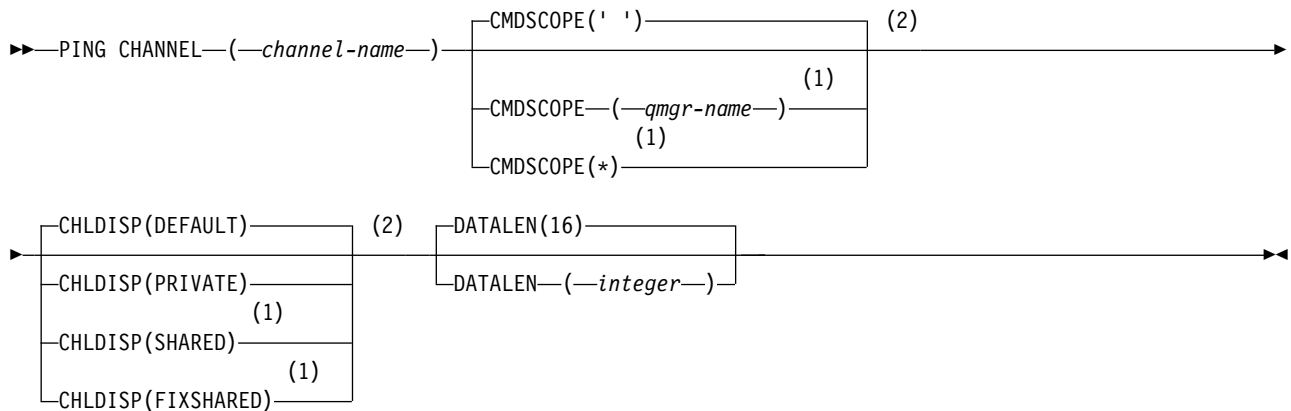 CMDSCOPE(' ') (2)
PING CHANNEL ( channel-name )
(1)
CMDSCOPE ( qmgr-name )
(1)
CMDSCOPE(*)
CHLDISP(DEFAULT) (2) DATALEN(16)
CHLDISP(PRIVATE) DATALEN ( integer )
(1)
CHLDISP(SHARED)
(1)
CHLDISP(FIXSHARED)